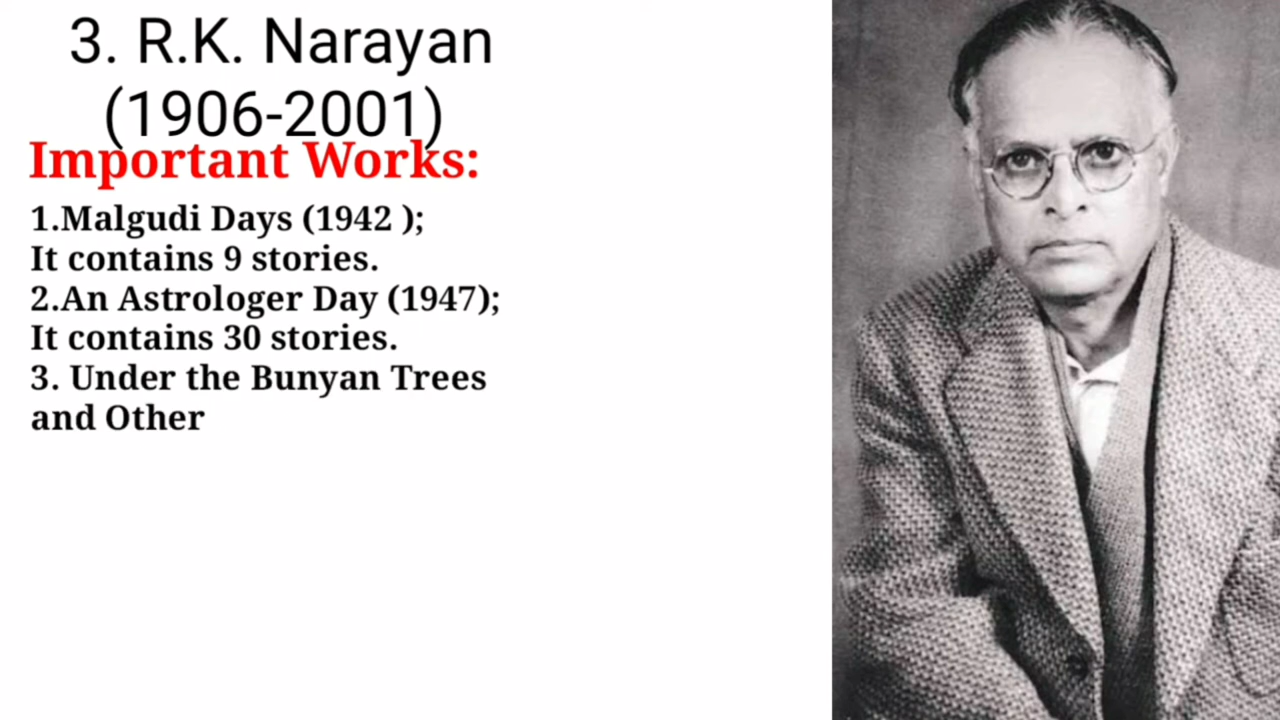 3. R.K. Narayan
(1906-2001)
Important Works:
1.Malgudi Days (1942 );
It contains 9 stories.
2.An Astrologer Day (1947);
It contains 30 stories.
3. Under the Bunyan Trees
and Other